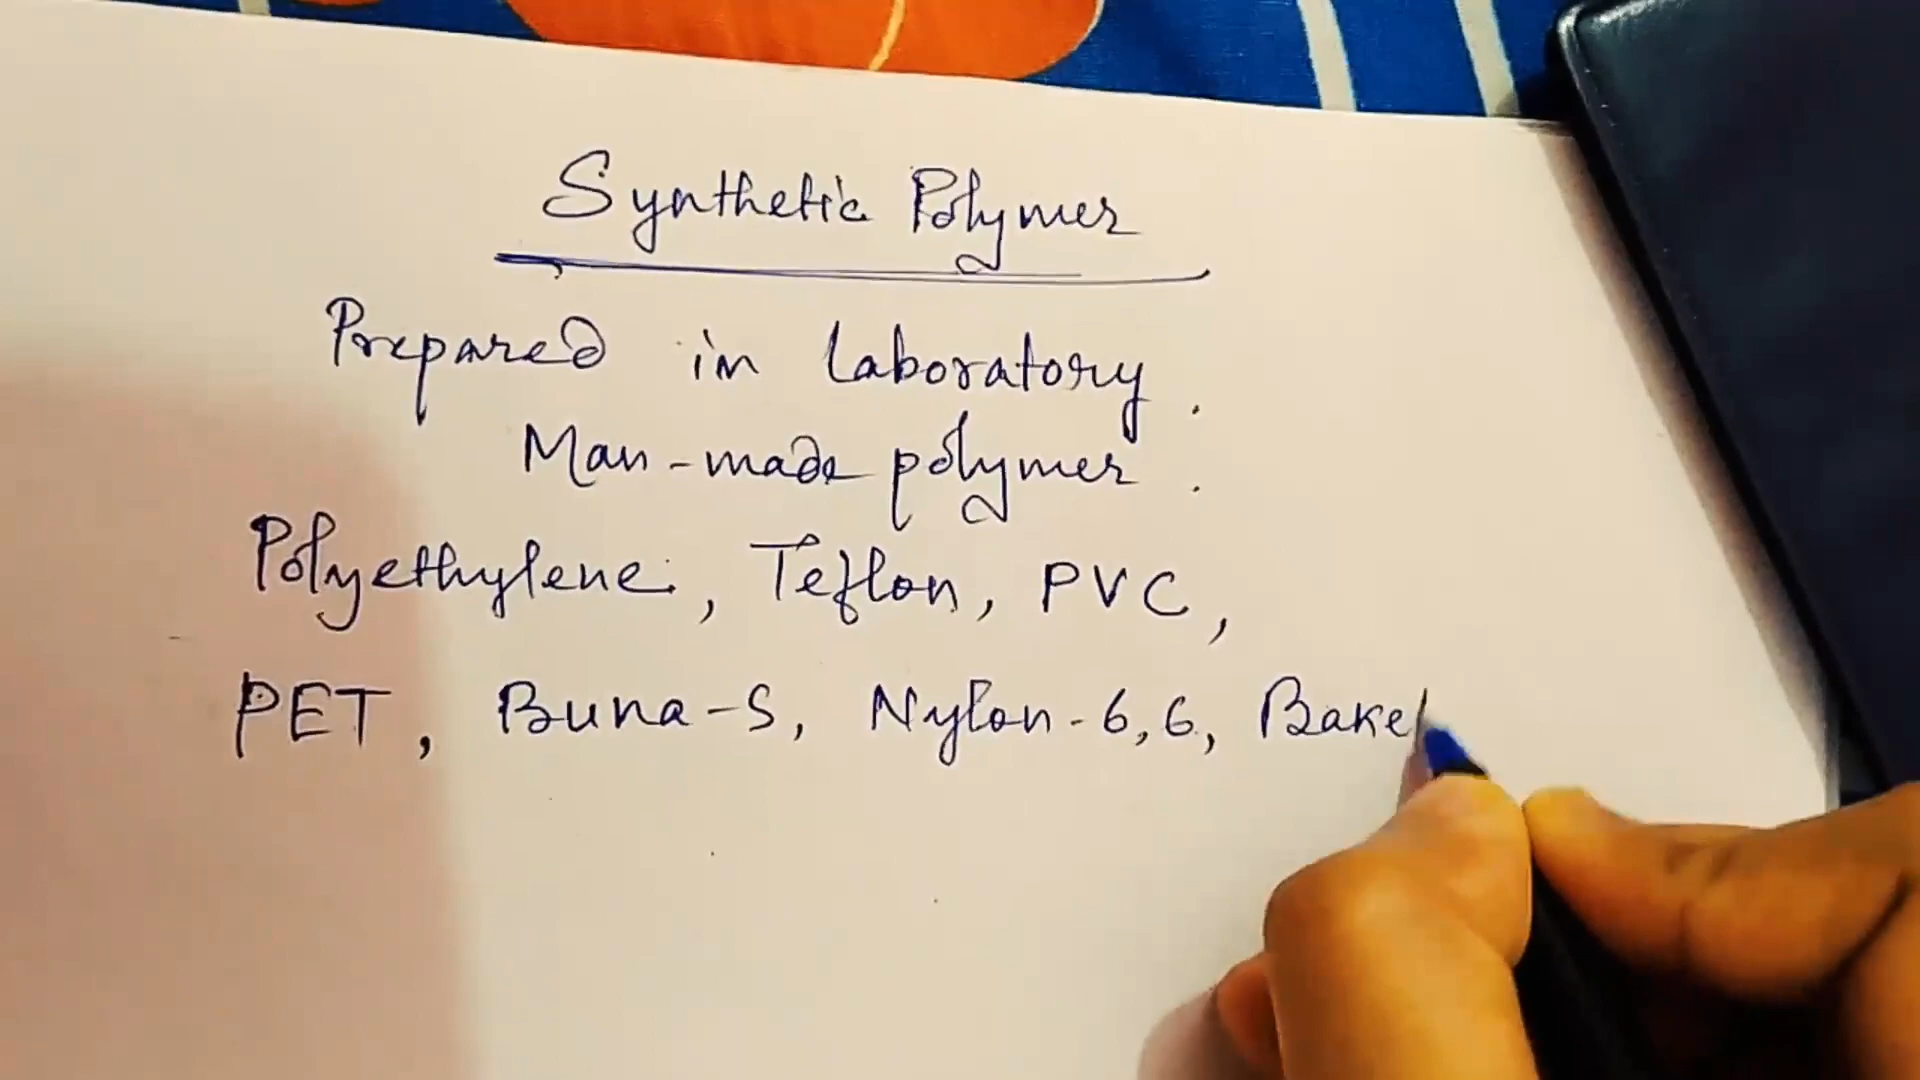 Synthetic Polymer
Prepared in Laboratory.
Man-made polymer.
Polyethylene, Teflon, PVC,
PET, Buna-S, Nylon-6,6, Bakel